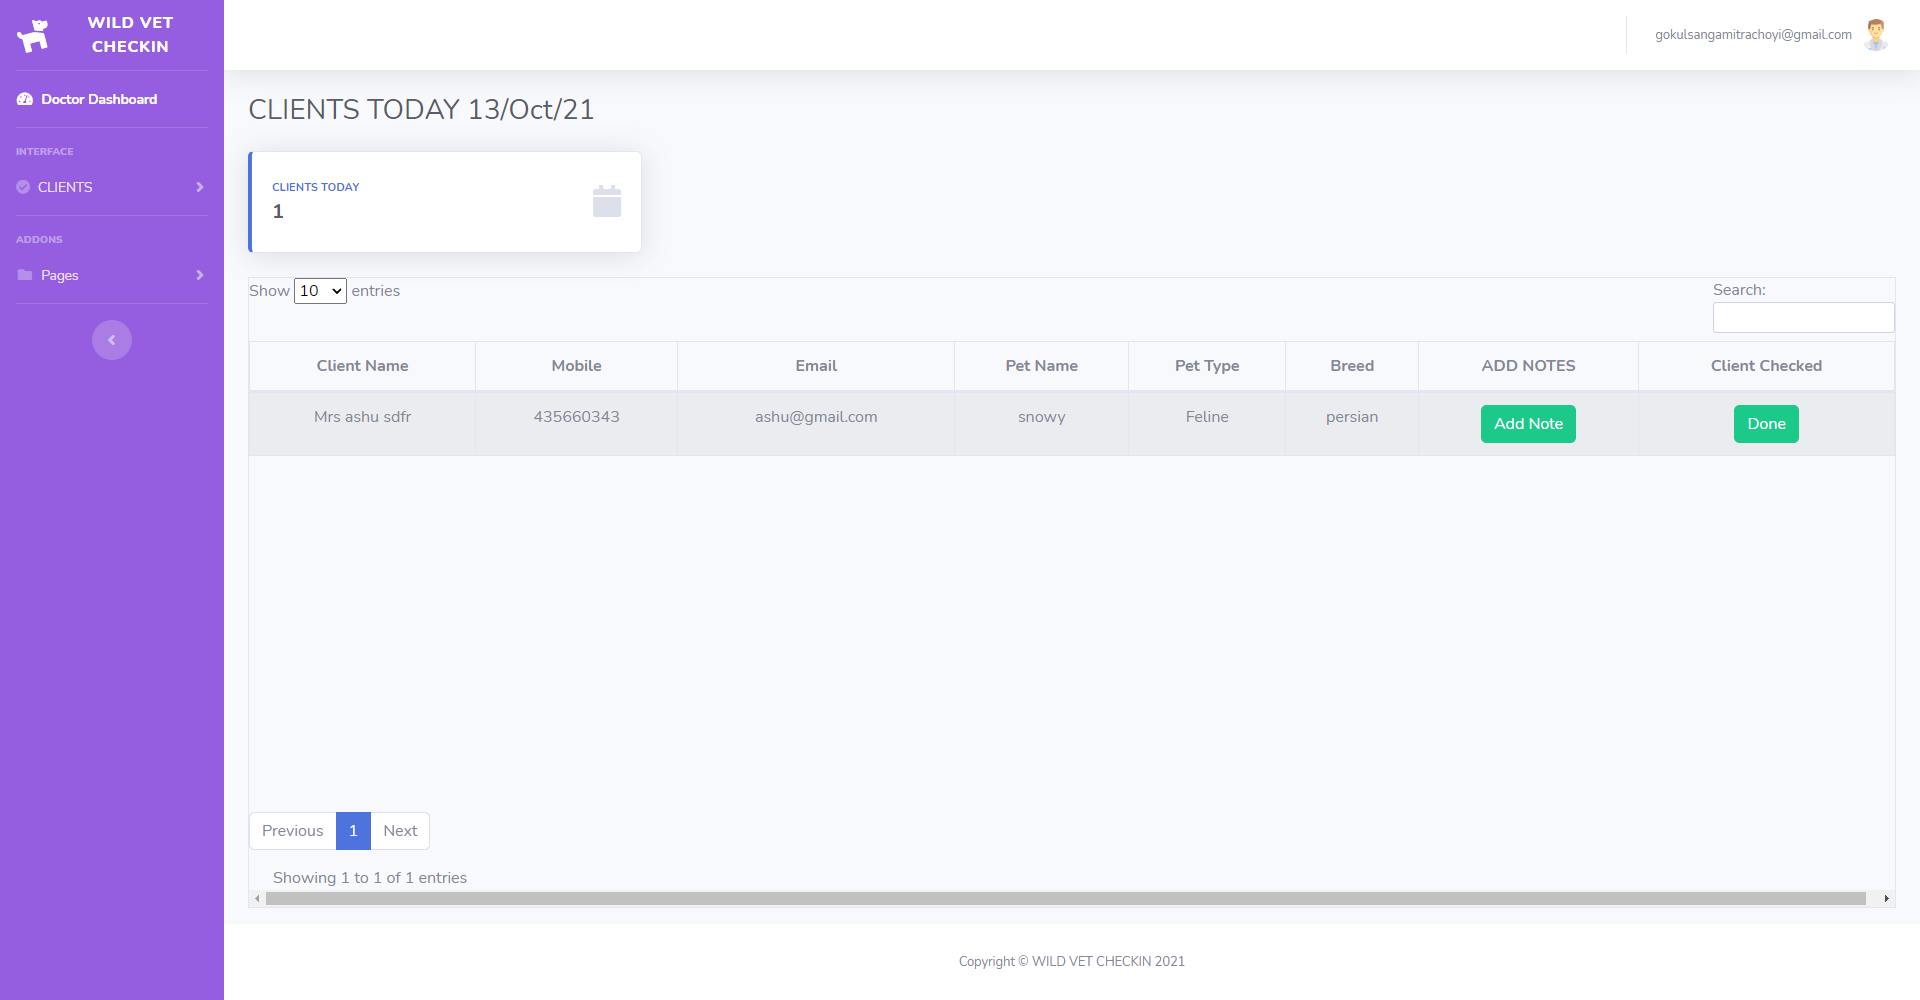 WILD VET
CHECKIN
gokulsangamitrachoyi@gmail.com
Doctor Dashboard
INTERFACE
CLIENTS
ADDONS
Pages
CLIENTS TODAY 13/Oct/21
CLIENTS TODAY
1
Show 10 entries
Search:
Client Name Mobile Email Pet Name Pet Type Breed ADD NOTES Client Checked
Mrs ashu sdfr 435660343 ashu@gmail.com snowy Feline persian Add Note Done
Previous 1 Next
Showing 1 to 1 of 1 entries
Copyright © WILD VET CHECKIN 2021